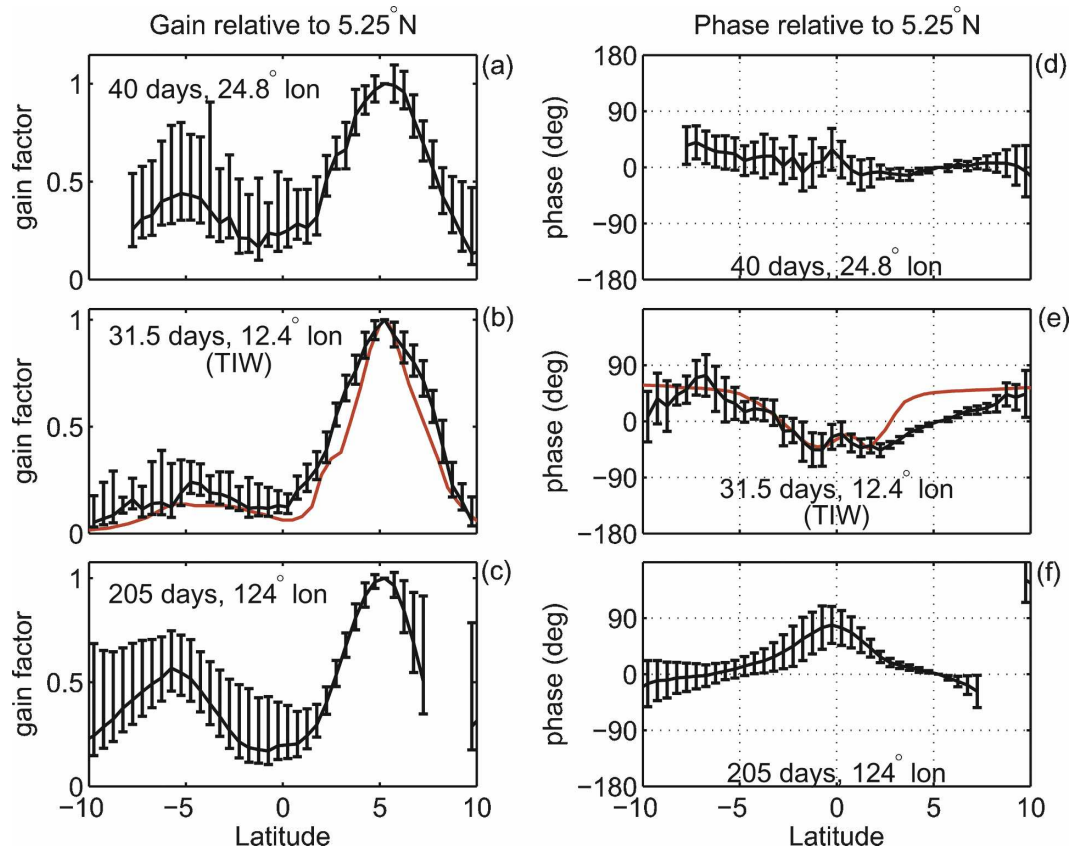 Gain relative to 5.25°N
Phase relative to 5.25°N
gain factor
1
0.5
0
40 days, 24.8° lon
(a)
phase (deg)
180
90
0
−90
−180
40 days, 24.8° lon
(d)
gain factor
1
0.5
0
31.5 days, 12.4° lon
(TIW)
(b)
phase (deg)
90
0
−90
−180
31.5 days, 12.4° lon
(TIW)
(e)
gain factor
1
0.5
0
205 days, 124° lon
(c)
−10
−5
0
5
10
Latitude
phase (deg)
90
0
−90
−180
205 days, 124° lon
(f)
−10
−5
0
5
10
Latitude